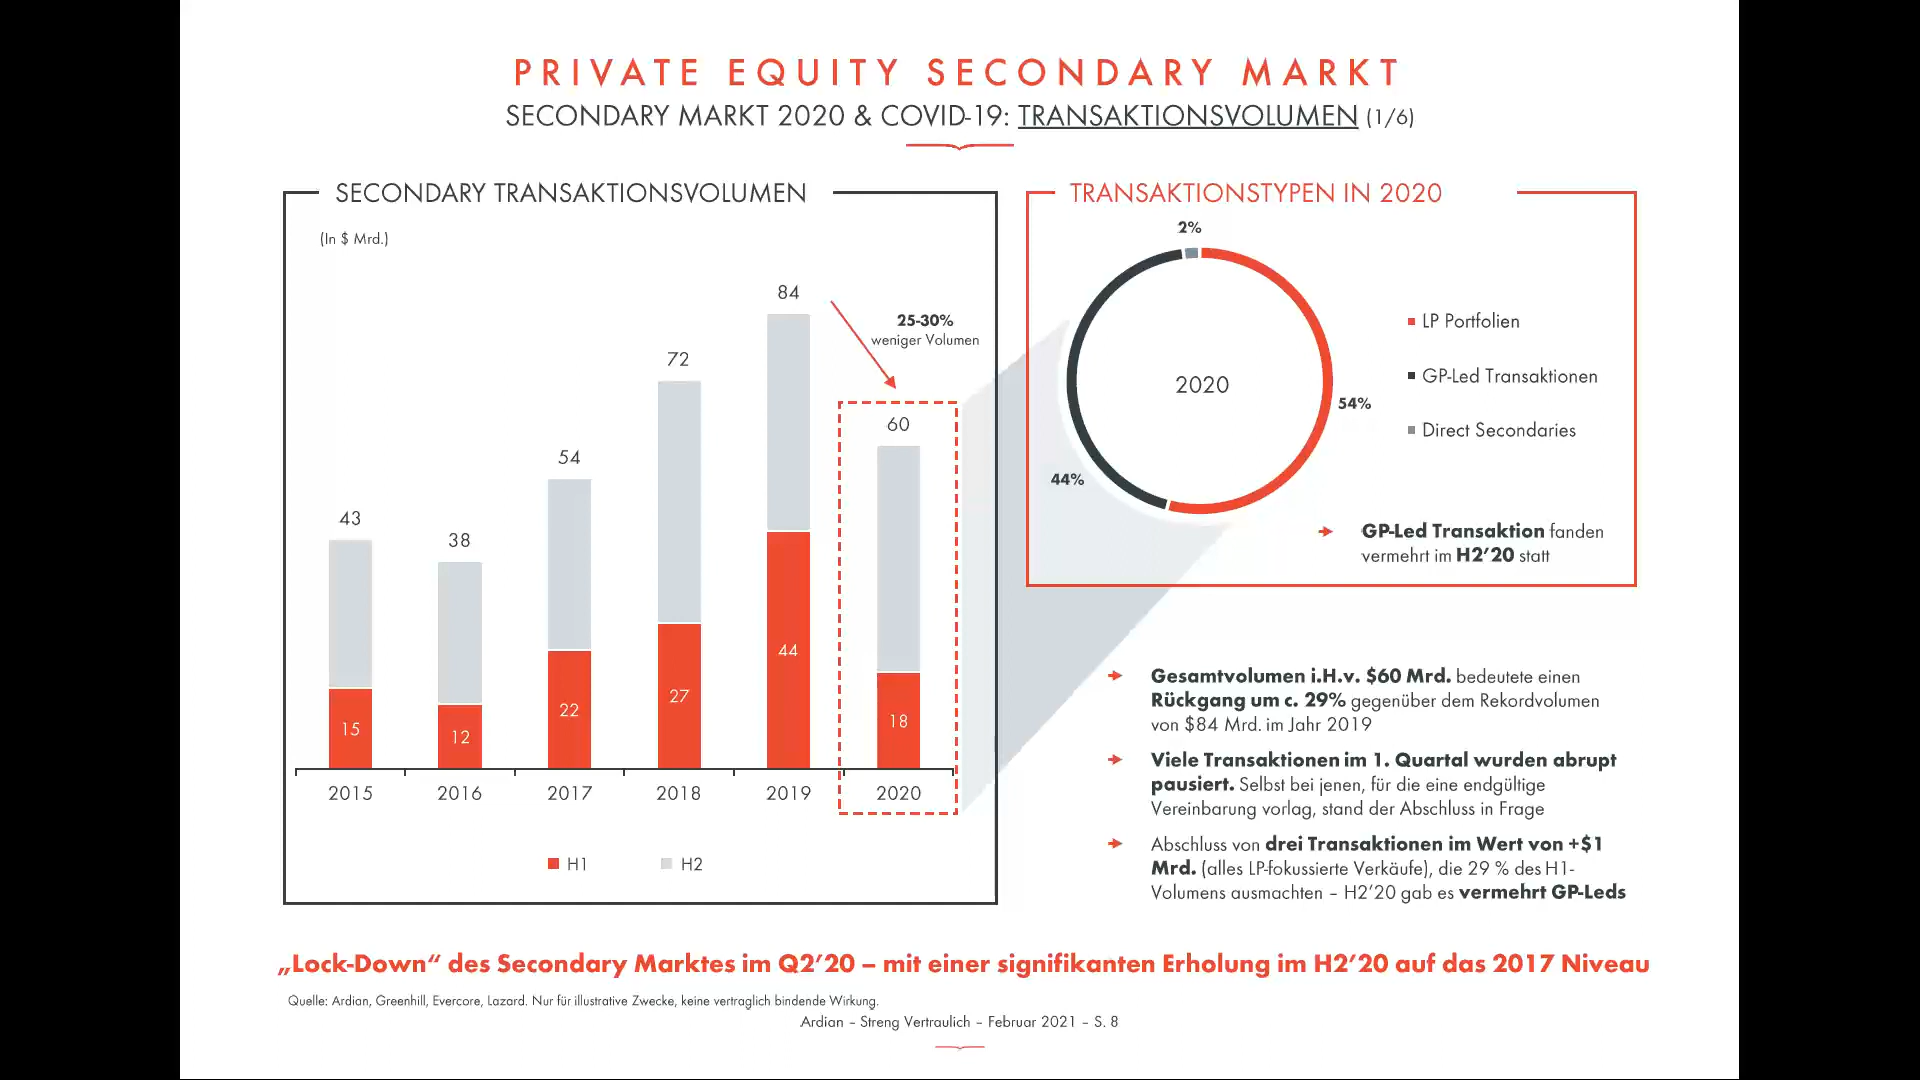 PRIVATE EQUITY SECONDARY MARKT
SECONDARY MARKT 2020 & COVID-19: TRANSAKTIONSVOLUMEN (1/6)
SECONDARY TRANSAKTIONSVOLUMEN
(In $ Mrd.)
84
25-30%
weniger Volumen
72
60
54
43
38
44
27
22
18
15
12
2015 2016 2017 2018 2019 2020
H1 H2
TRANSAKTIONSTYPEN IN 2020
2%
LP Portfolien
GP-Led Transaktionen
2020
54%
Direct Secondaries
44%
GP-Led Transaktion fanden
vermehrt im H2’20 statt
Gesamtvolumen i.H.v. $60 Mrd. bedeutete einen
Rückgang um c. 29% gegenüber dem Rekordvolumen
von $84 Mrd. im Jahr 2019
Viele Transaktionen im 1. Quartal wurden abrupt
pausiert. Selbst bei jenen, für die eine endgültige
Vereinbarung vorlag, stand der Abschluss in Frage
Abschluss von drei Transaktionen im Wert von +$1
Mrd. (alles LP-fokussierte Verkäufe), die 29 % des H1-
Volumens ausmachten – H2’20 gab es vermehrt GP-Leds
„Lock-Down“ des Secondary Marktes im Q2’20 – mit einer signifikanten Erholung im H2’20 auf das 2017 Niveau
Quelle: Ardian, Greenhill, Evercore, Lazard. Nur für illustrative Zwecke, keine vertraglich bindende Wirkung.
Ardian – Streng Vertraulich – Februar 2021 – S. 8